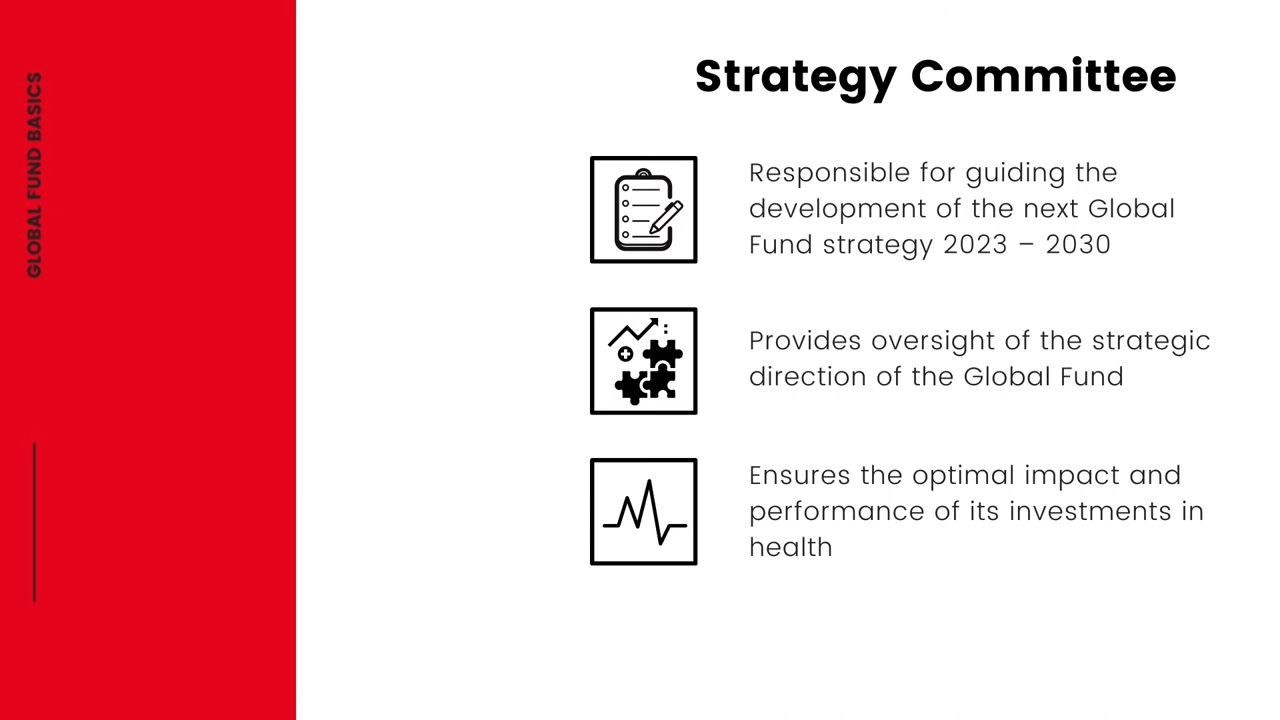 GLOBAL FUND BASICS
Strategy Committee
Responsible for guiding the
development of the next Global
Fund strategy 2023 – 2030
Provides oversight of the strategic
direction of the Global Fund
Ensures the optimal impact and
performance of its investments in
health